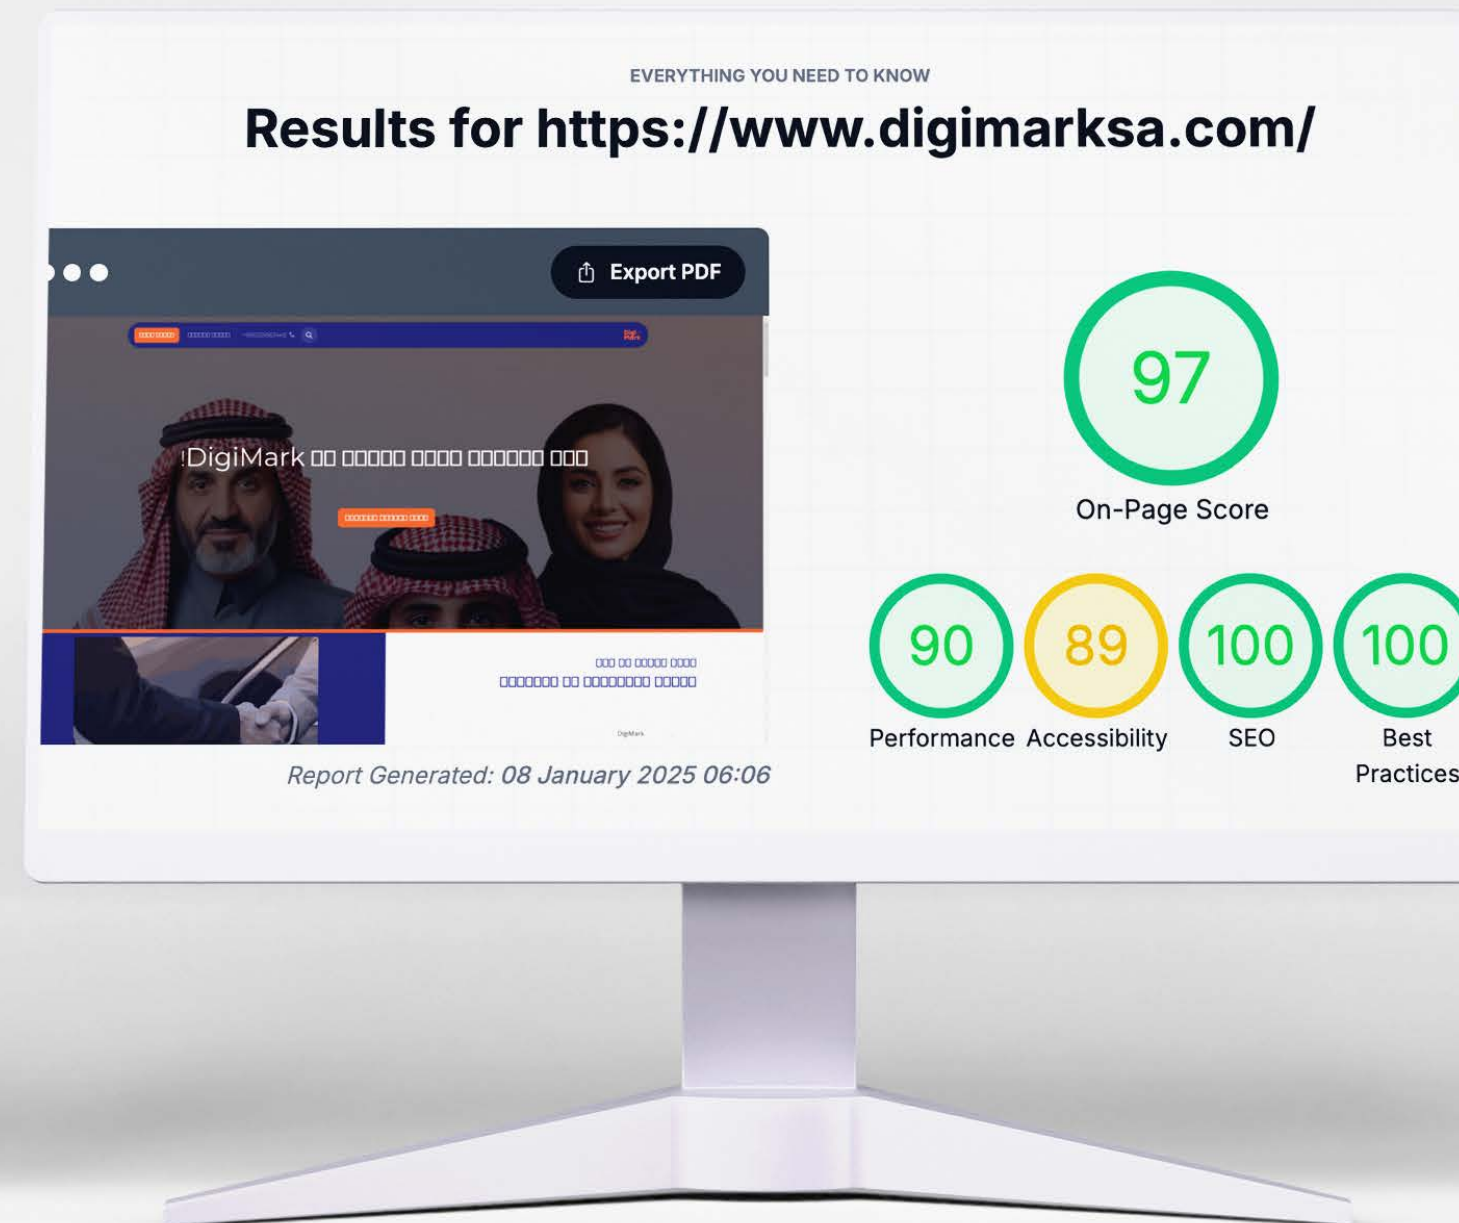 EVERYTHING YOU NEED TO KNOW
Results for https://www.digimarksa.com/
Export PDF
!DigiMark
DigiMark
Report Generated: 08 January 2025 06:06
97
On-Page Score
90
89
100
100
Performance
Accessibility
SEO
Best
Practices